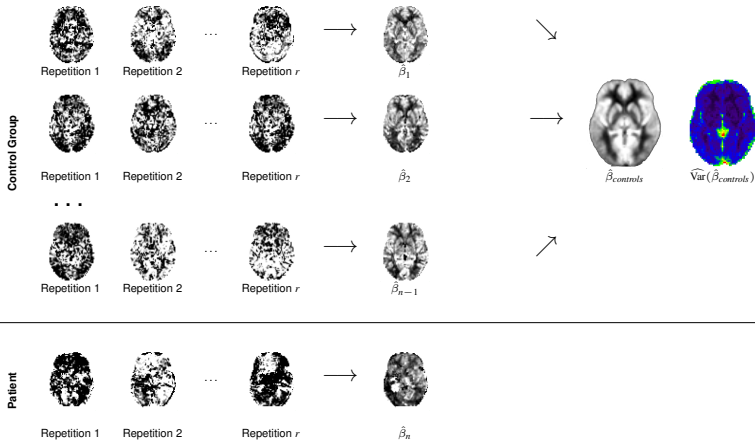 Control Group
...
Repetition 1 Repetition 2 Repetition r β̂₁
...
Repetition 1 Repetition 2 Repetition r β̂₂ β̂controls V̂ar(β̂controls)
...
...
Repetition 1 Repetition 2 Repetition r β̂ₙ₋₁
Patient
...
Repetition 1 Repetition 2 Repetition r β̂ₙ